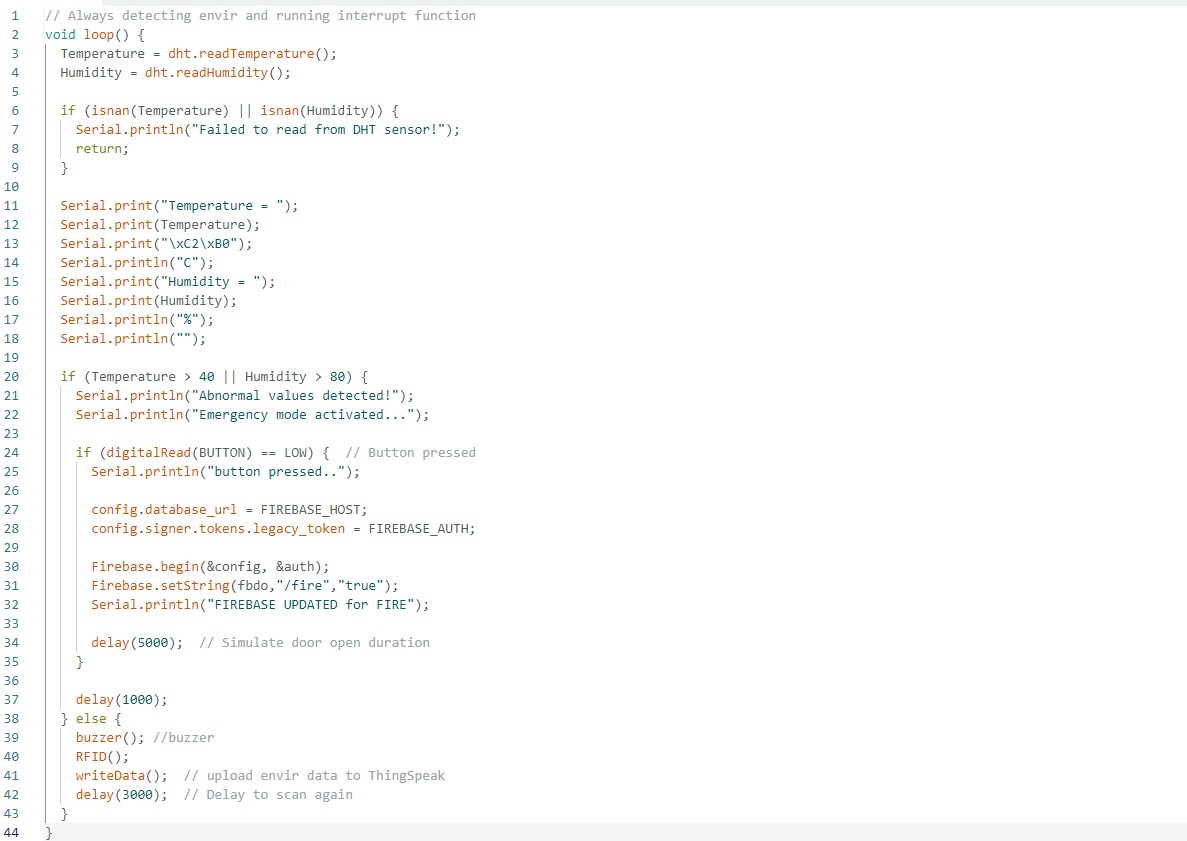 1 // Always detecting envir and running interrupt function
2 void loop() {
3   Temperature = dht.readTemperature();
4   Humidity = dht.readHumidity();
5
6   if (isnan(Temperature) || isnan(Humidity)) {
7     Serial.println("Failed to read from DHT sensor!");
8     return;
9   }
10
11   Serial.print("Temperature = ");
12   Serial.print(Temperature);
13   Serial.print("\xC2\xB0");
14   Serial.println("C");
15   Serial.print("Humidity = ");
16   Serial.print(Humidity);
17   Serial.println("%");
18   Serial.println("");
19
20   if (Temperature > 40 || Humidity > 80) {
21     Serial.println("Abnormal values detected!");
22     Serial.println("Emergency mode activated...");
23
24     if (digitalRead(BUTTON) == LOW) {  // Button pressed
25       Serial.println("button pressed..");
26
27       config.database_url = FIREBASE_HOST;
28       config.signer.tokens.legacy_token = FIREBASE_AUTH;
29
30       Firebase.begin(&config, &auth);
31       Firebase.setString(fbdo,"/fire","true");
32       Serial.println("FIREBASE UPDATED for FIRE");
33
34       delay(5000);  // Simulate door open duration
35     }
36
37     delay(1000);
38   } else {
39     buzzer(); //buzzer
40     RFID();
41     writeData();  // upload envir data to ThingSpeak
42     delay(3000);  // Delay to scan again
43   }
44 }